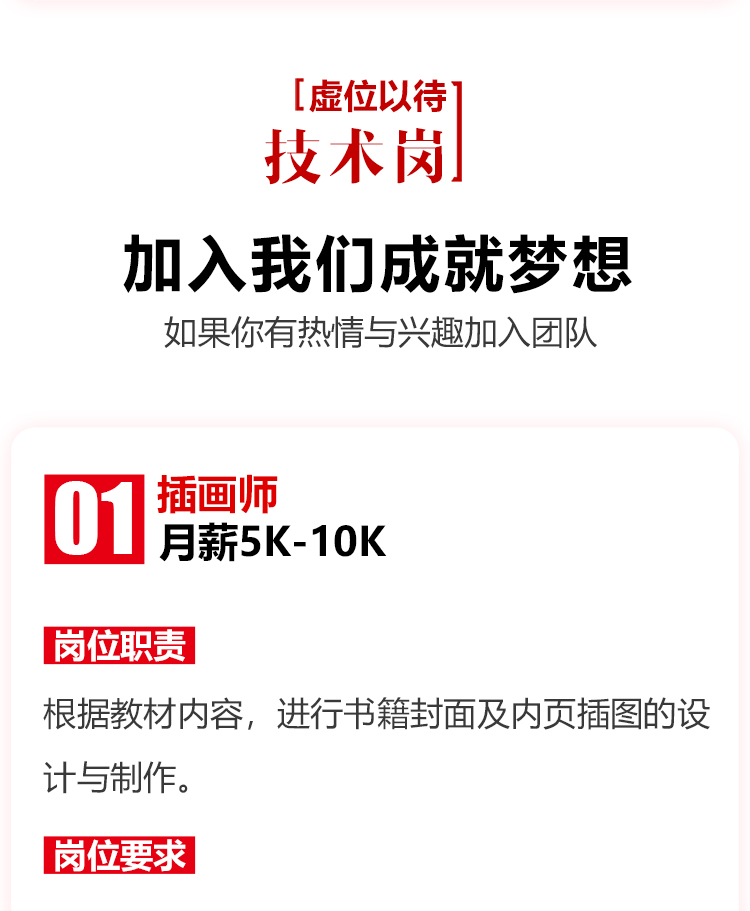 [虚位以待]
技术岗
加入我们成就梦想
如果你有热情与兴趣加入团队
01
插画师
月薪5K-10K
岗位职责
根据教材内容，进行书籍封面及内页插图的设
计与制作。
岗位要求